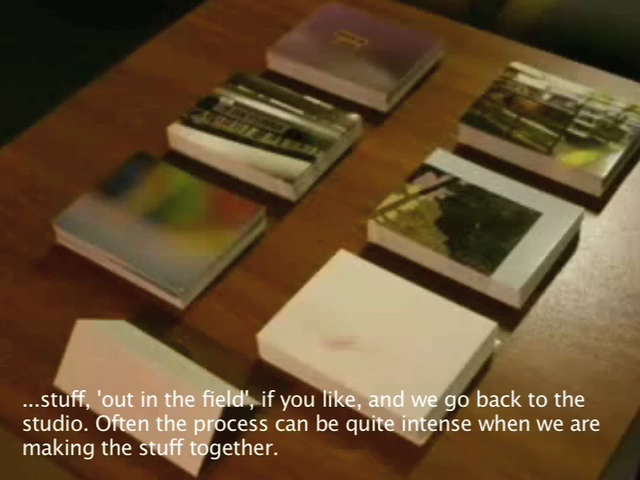 ...stuff, 'out in the field', if you like, and we go back to the
studio. Often the process can be quite intense when we are
making the stuff together.